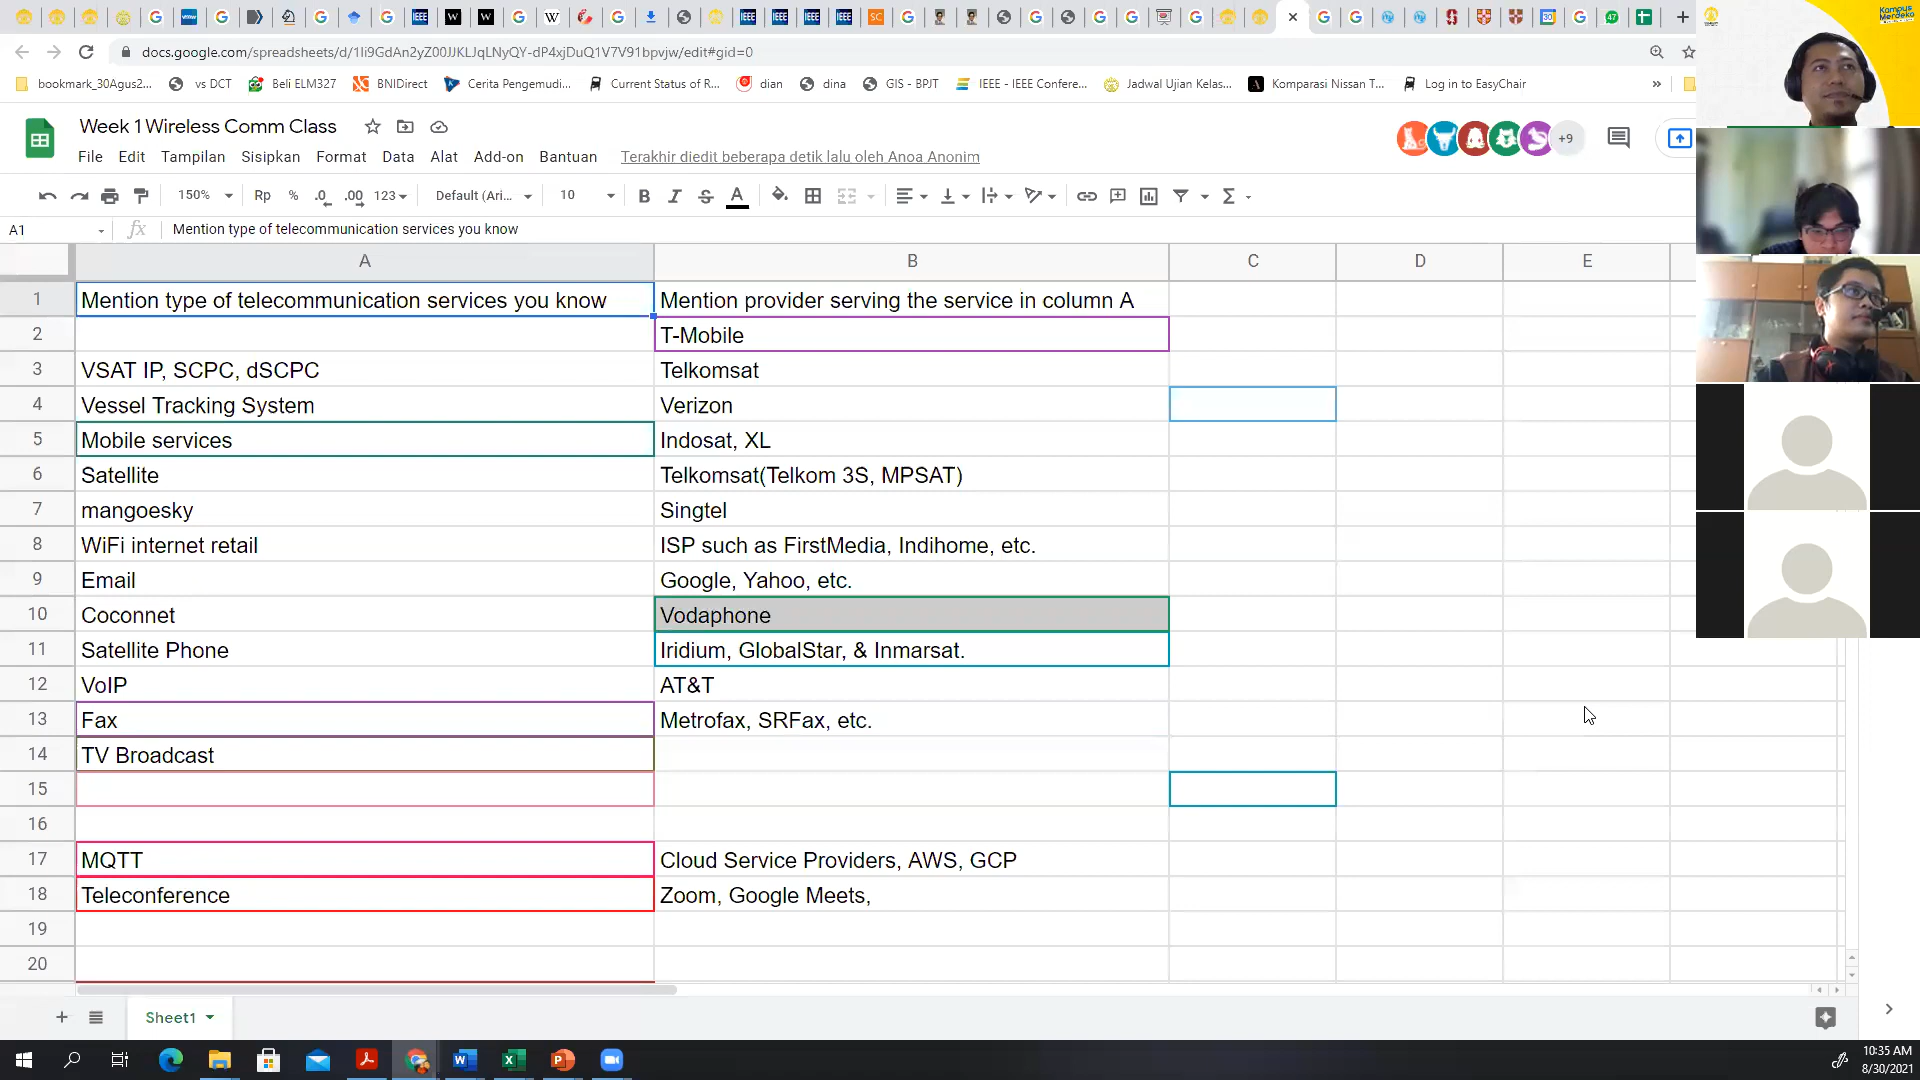 docs.google.com/spreadsheets/d/1Ii9GdAn2yZ00JJKLJqLNyQY-dP4xjDuQ1V7V91bpvjw/edit#gid=0
bookmark_30Agus2... vs DCT Beli ELM327 BNIDirect Cerita Pengemudi... Current Status of R... dian dina GIS - BPJT IEEE - IEEE Confere... Jadwal Ujian Kelas... Komparasi Nissan T... Log in to EasyChair »
Week 1 Wireless Comm Class
+9
File Edit Tampilan Sisipkan Format Data Alat Add-on Bantuan Terakhir diedit beberapa detik lalu oleh Anoa Anonim
150% Rp % .0 .00 123 Default (Ari... 10 B I S A Σ
A1 fx Mention type of telecommunication services you know
A B C D E
1 Mention type of telecommunication services you know Mention provider serving the service in column A
2 T-Mobile
3 VSAT IP, SCPC, dSCPC Telkomsat
4 Vessel Tracking System Verizon
5 Mobile services Indosat, XL
6 Satellite Telkomsat(Telkom 3S, MPSAT)
7 mangoesky Singtel
8 WiFi internet retail ISP such as FirstMedia, Indihome, etc.
9 Email Google, Yahoo, etc.
10 Coconnet Vodaphone
11 Satellite Phone Iridium, GlobalStar, & Inmarsat.
12 VoIP AT&T
13 Fax Metrofax, SRFax, etc.
14 TV Broadcast
15
16
17 MQTT Cloud Service Providers, AWS, GCP
18 Teleconference Zoom, Google Meets,
19
20
Sheet1
10:35 AM
8/30/2021
Kampus
Merdeka